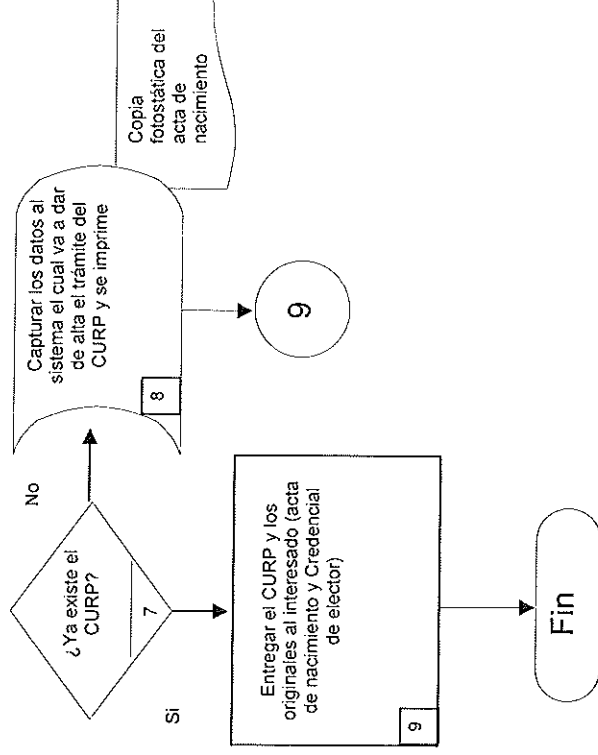 ¿Ya existe el
CURP?
7
No
Si
Capturar los datos al
sistema el cual va a dar
de alta el trámite del
CURP y se imprime
8
Copia
fotostática del
acta de
nacimiento
9
Entregar el CURP y los
originales al interesado (acta
de nacimiento y Credencial
de elector)
9
Fin